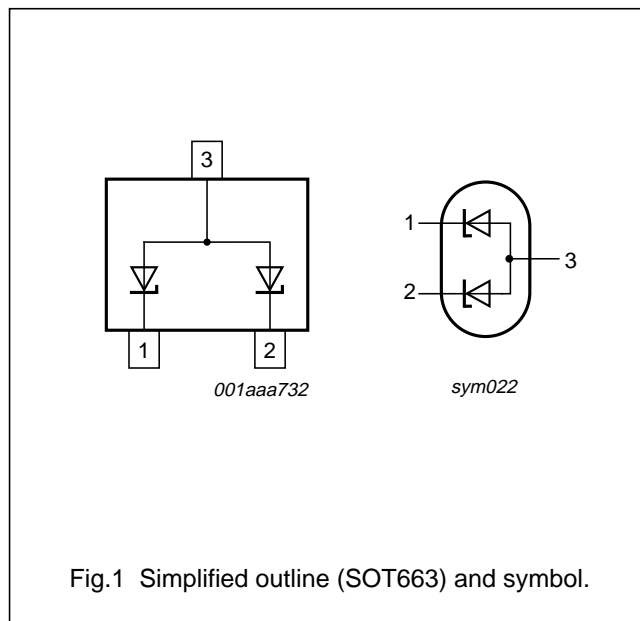 3
1
2
001aaa732
1
2
3
sym022
Fig.1 Simplified outline (SOT663) and symbol.